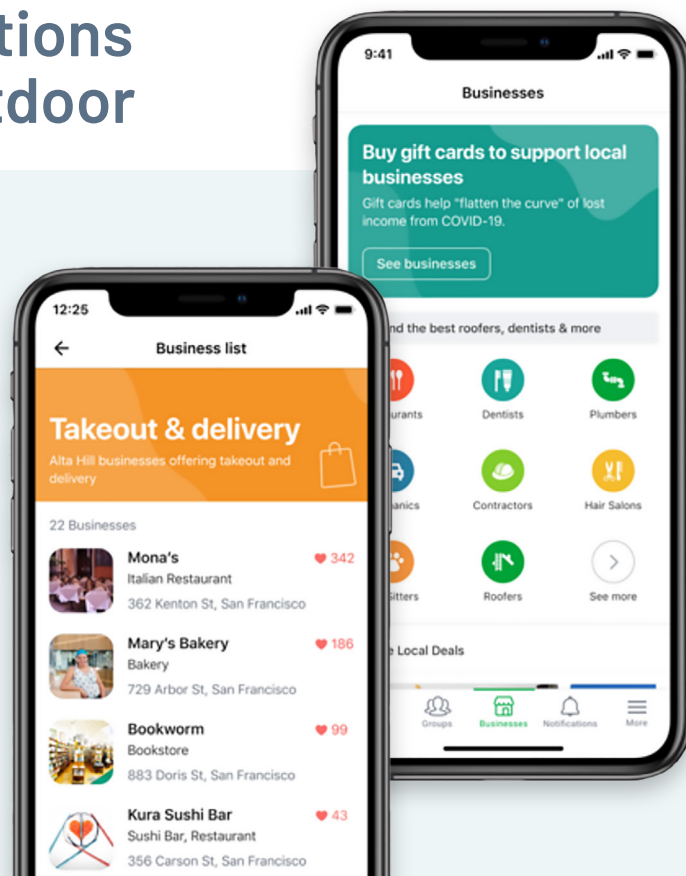 tions
tdoor
9:41
Businesses
Buy gift cards to support local
businesses
Gift cards help "flatten the curve" of lost
income from COVID-19.
See businesses
nd the best roofers, dentists & more
urants
Dentists
Plumbers
anics
Contractors
Hair Salons
itters
Roofers
See more
e Local Deals
Groups
Businesses
Notifications
More
12:25
Business list
Takeout & delivery
Alta Hill businesses offering takeout and
delivery
22 Businesses
Mona's
342
Italian Restaurant
362 Kenton St, San Francisco
Mary's Bakery
186
Bakery
729 Arbor St, San Francisco
Bookworm
99
Bookstore
883 Doris St, San Francisco
Kura Sushi Bar
43
Sushi Bar, Restaurant
356 Carson St, San Francisco